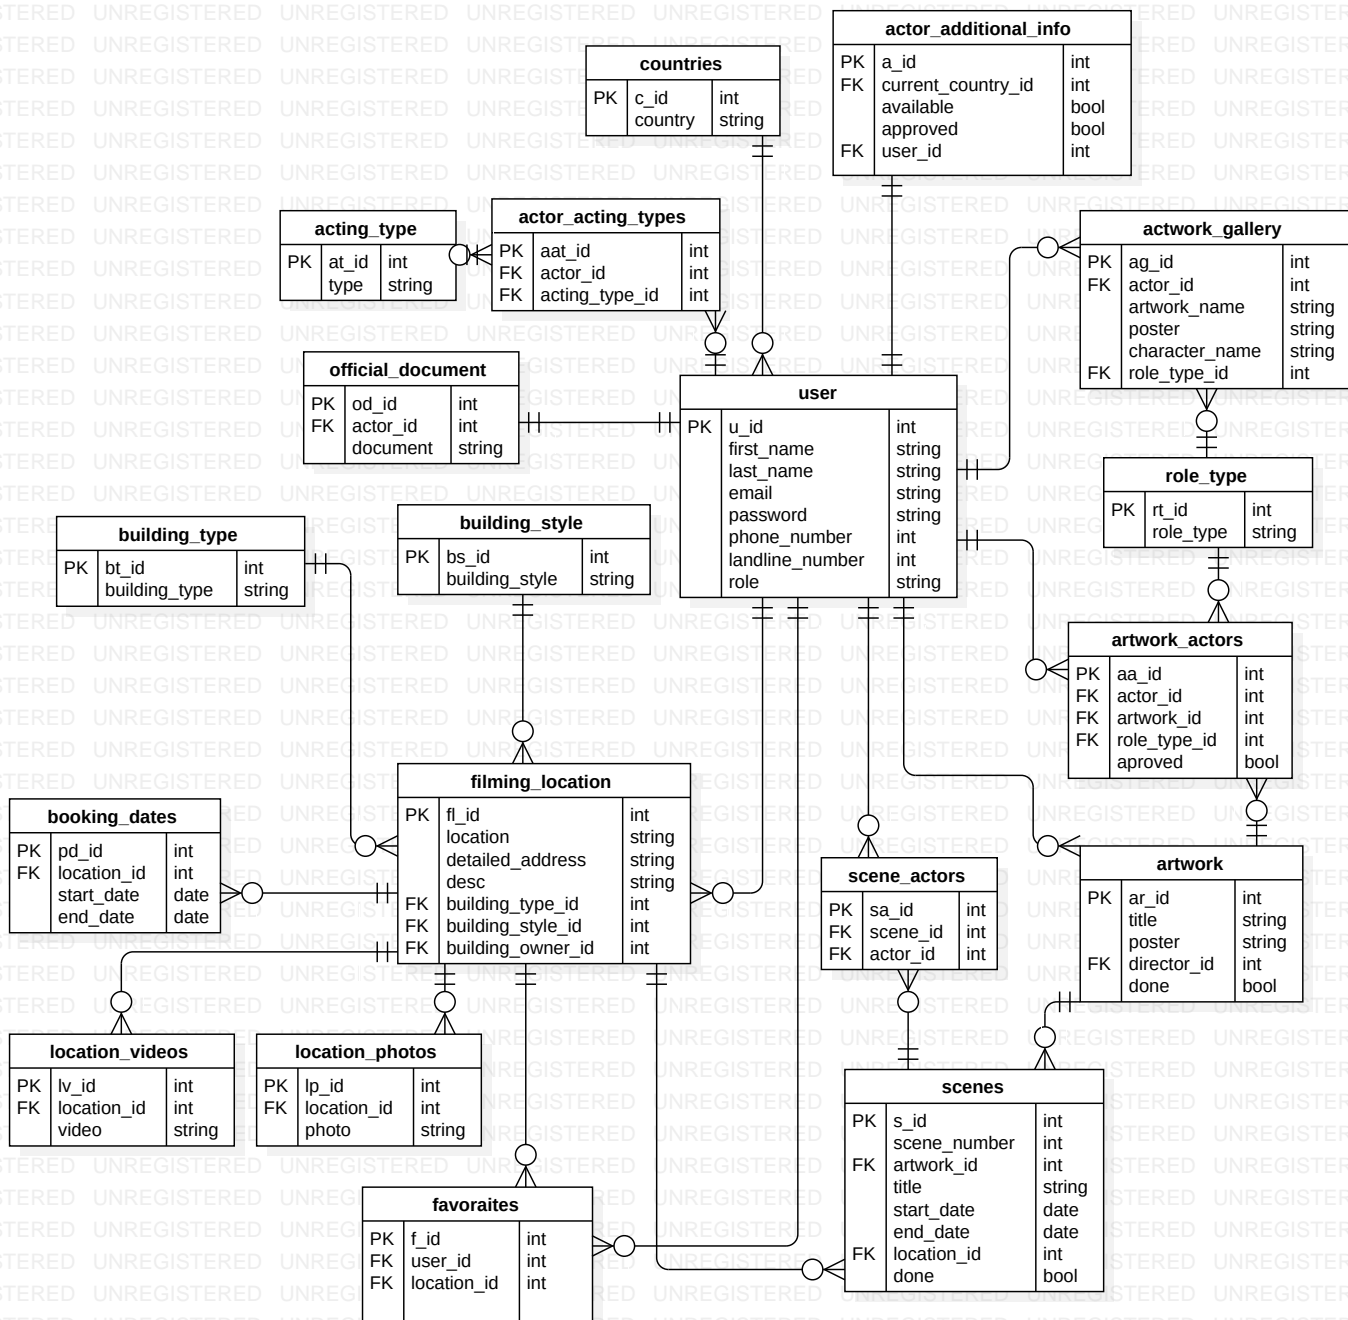 actor_additional_info
PK a_id int
FK current_country_id int
available bool
approved bool
FK user_id int
countries
PK c_id int
country string
acting_type
PK at_id int
type string
actor_acting_types
PK aat_id int
FK actor_id int
FK acting_type_id int
actwork_gallery
PK ag_id int
FK actor_id int
artwork_name string
poster string
character_name string
FK role_type_id int
official_document
PK od_id int
FK actor_id int
document string
user
PK u_id int
first_name string
last_name string
email string
password string
phone_number int
landline_number int
role string
role_type
PK rt_id int
role_type string
building_type
PK bt_id int
building_type string
building_style
PK bs_id int
building_style string
artwork_actors
PK aa_id int
FK actor_id int
FK artwork_id int
FK role_type_id int
aproved bool
filming_location
PK fl_id int
location string
detailed_address string
desc string
FK building_type_id int
FK building_style_id int
FK building_owner_id int
booking_dates
PK pd_id int
FK location_id int
start_date date
end_date date
scene_actors
PK sa_id int
FK scene_id int
FK actor_id int
artwork
PK ar_id int
title string
poster string
FK director_id int
done bool
location_videos
PK lv_id int
FK location_id int
video string
location_photos
PK lp_id int
FK location_id int
photo string
scenes
PK s_id int
scene_number int
FK artwork_id int
title string
start_date date
end_date date
FK location_id int
done bool
favoraites
PK f_id int
FK user_id int
FK location_id int